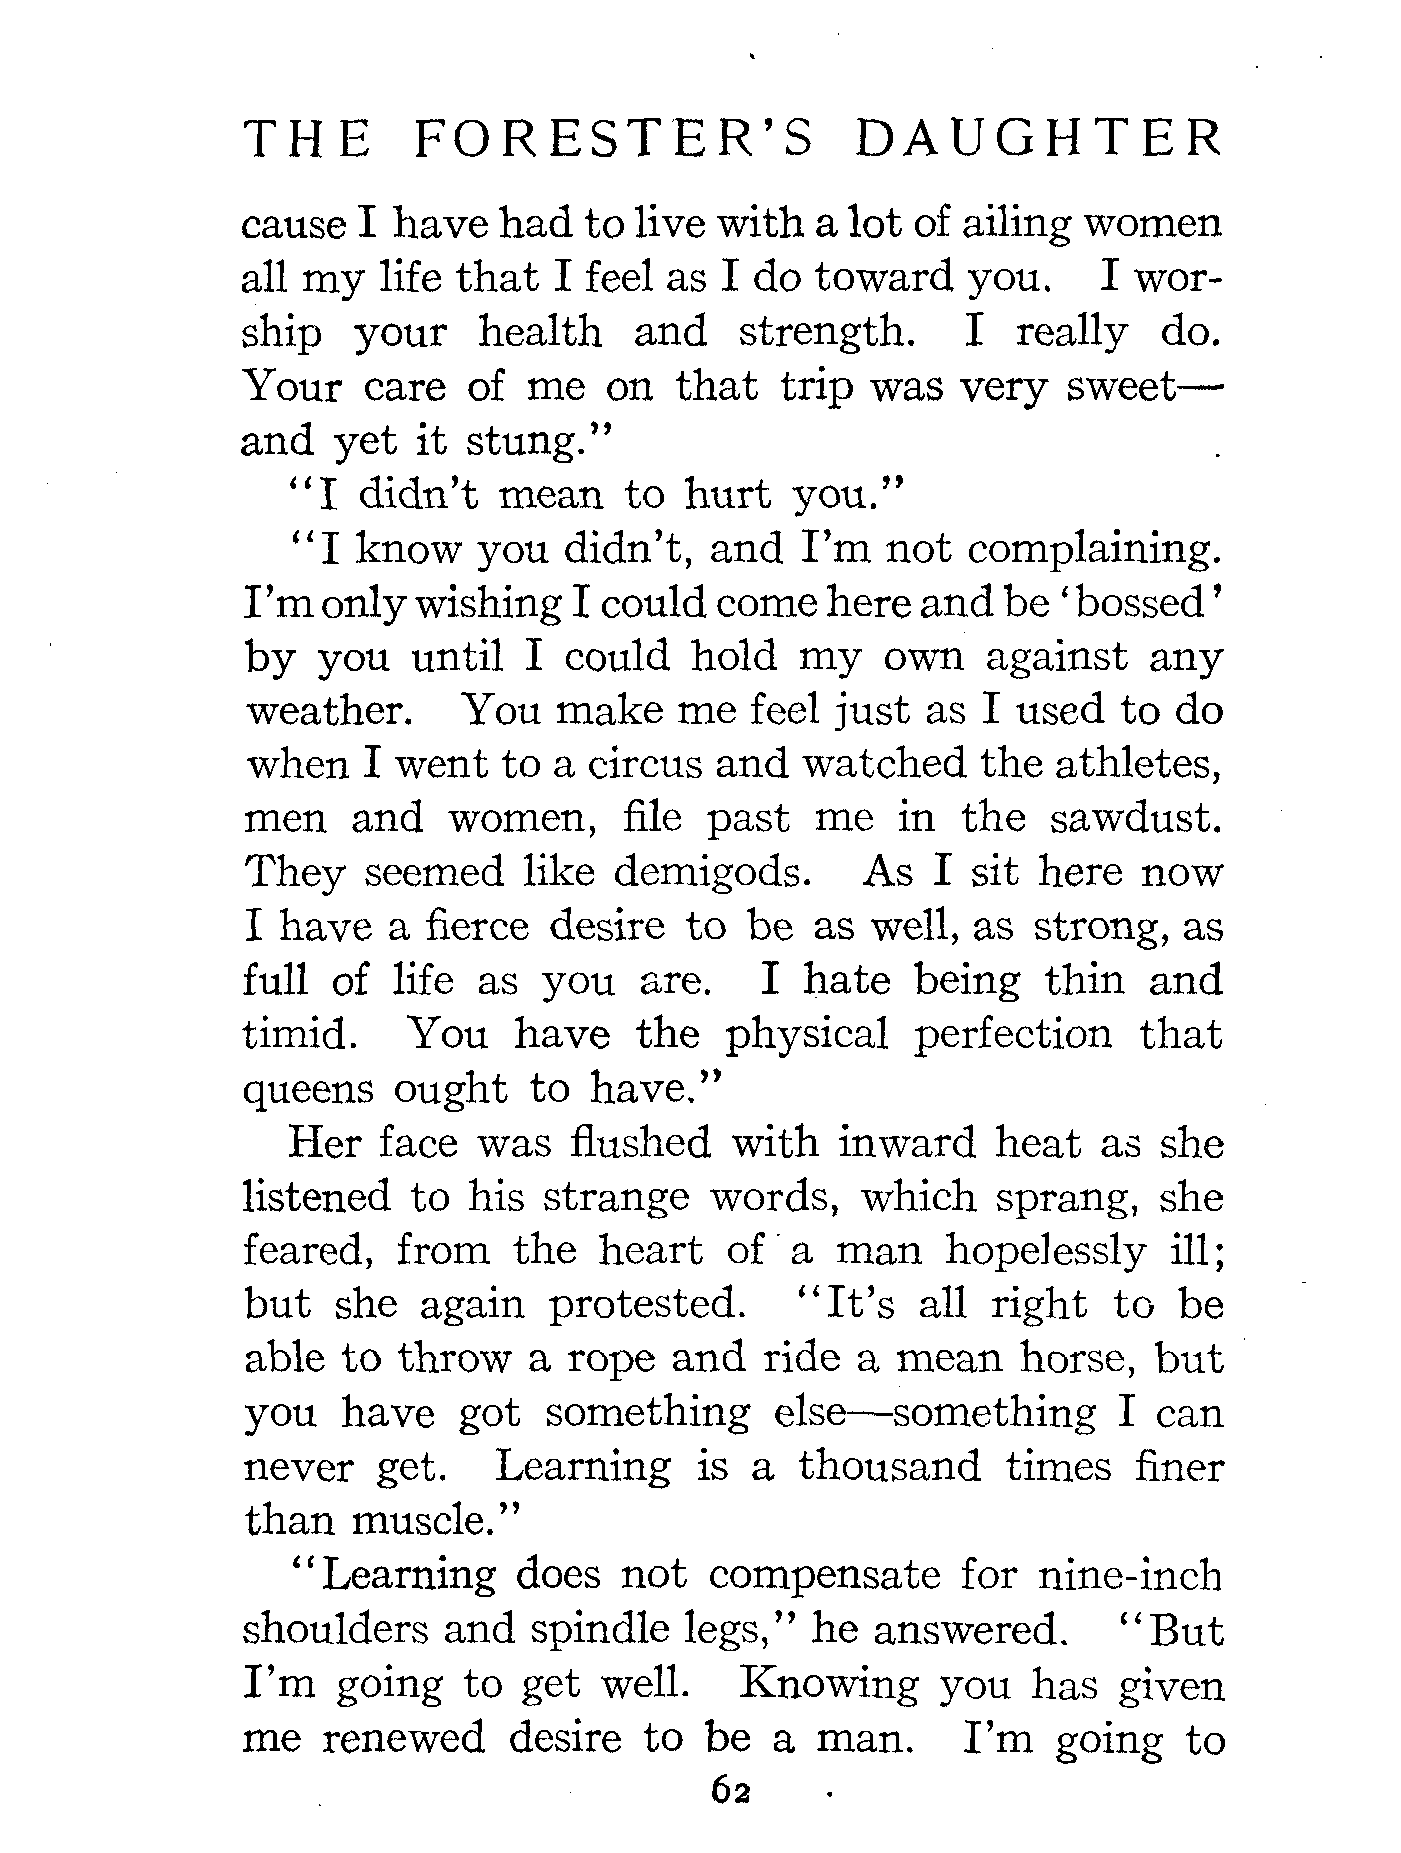 THE FORESTER'S DAUGHTER
cause I have had to live with a lot of ailing women
all my life that I feel as I do toward you. I wor-
ship your health and strength. I really do.
Your care of me on that trip was very sweet—
and yet it stung."
"I didn't mean to hurt you."
"I know you didn't, and I'm not complaining.
I'm only wishing I could come here and be 'bossed'
by you until I could hold my own against any
weather. You make me feel just as I used to do
when I went to a circus and watched the athletes,
men and women, file past me in the sawdust.
They seemed like demigods. As I sit here now
I have a fierce desire to be as well, as strong, as
full of life as you are. I hate being thin and
timid. You have the physical perfection that
queens ought to have."
Her face was flushed with inward heat as she
listened to his strange words, which sprang, she
feared, from the heart of a man hopelessly ill;
but she again protested. "It's all right to be
able to throw a rope and ride a mean horse, but
you have got something else—something I can
never get. Learning is a thousand times finer
than muscle."
"Learning does not compensate for nine-inch
shoulders and spindle legs," he answered. "But
I'm going to get well. Knowing you has given
me renewed desire to be a man. I'm going to
62